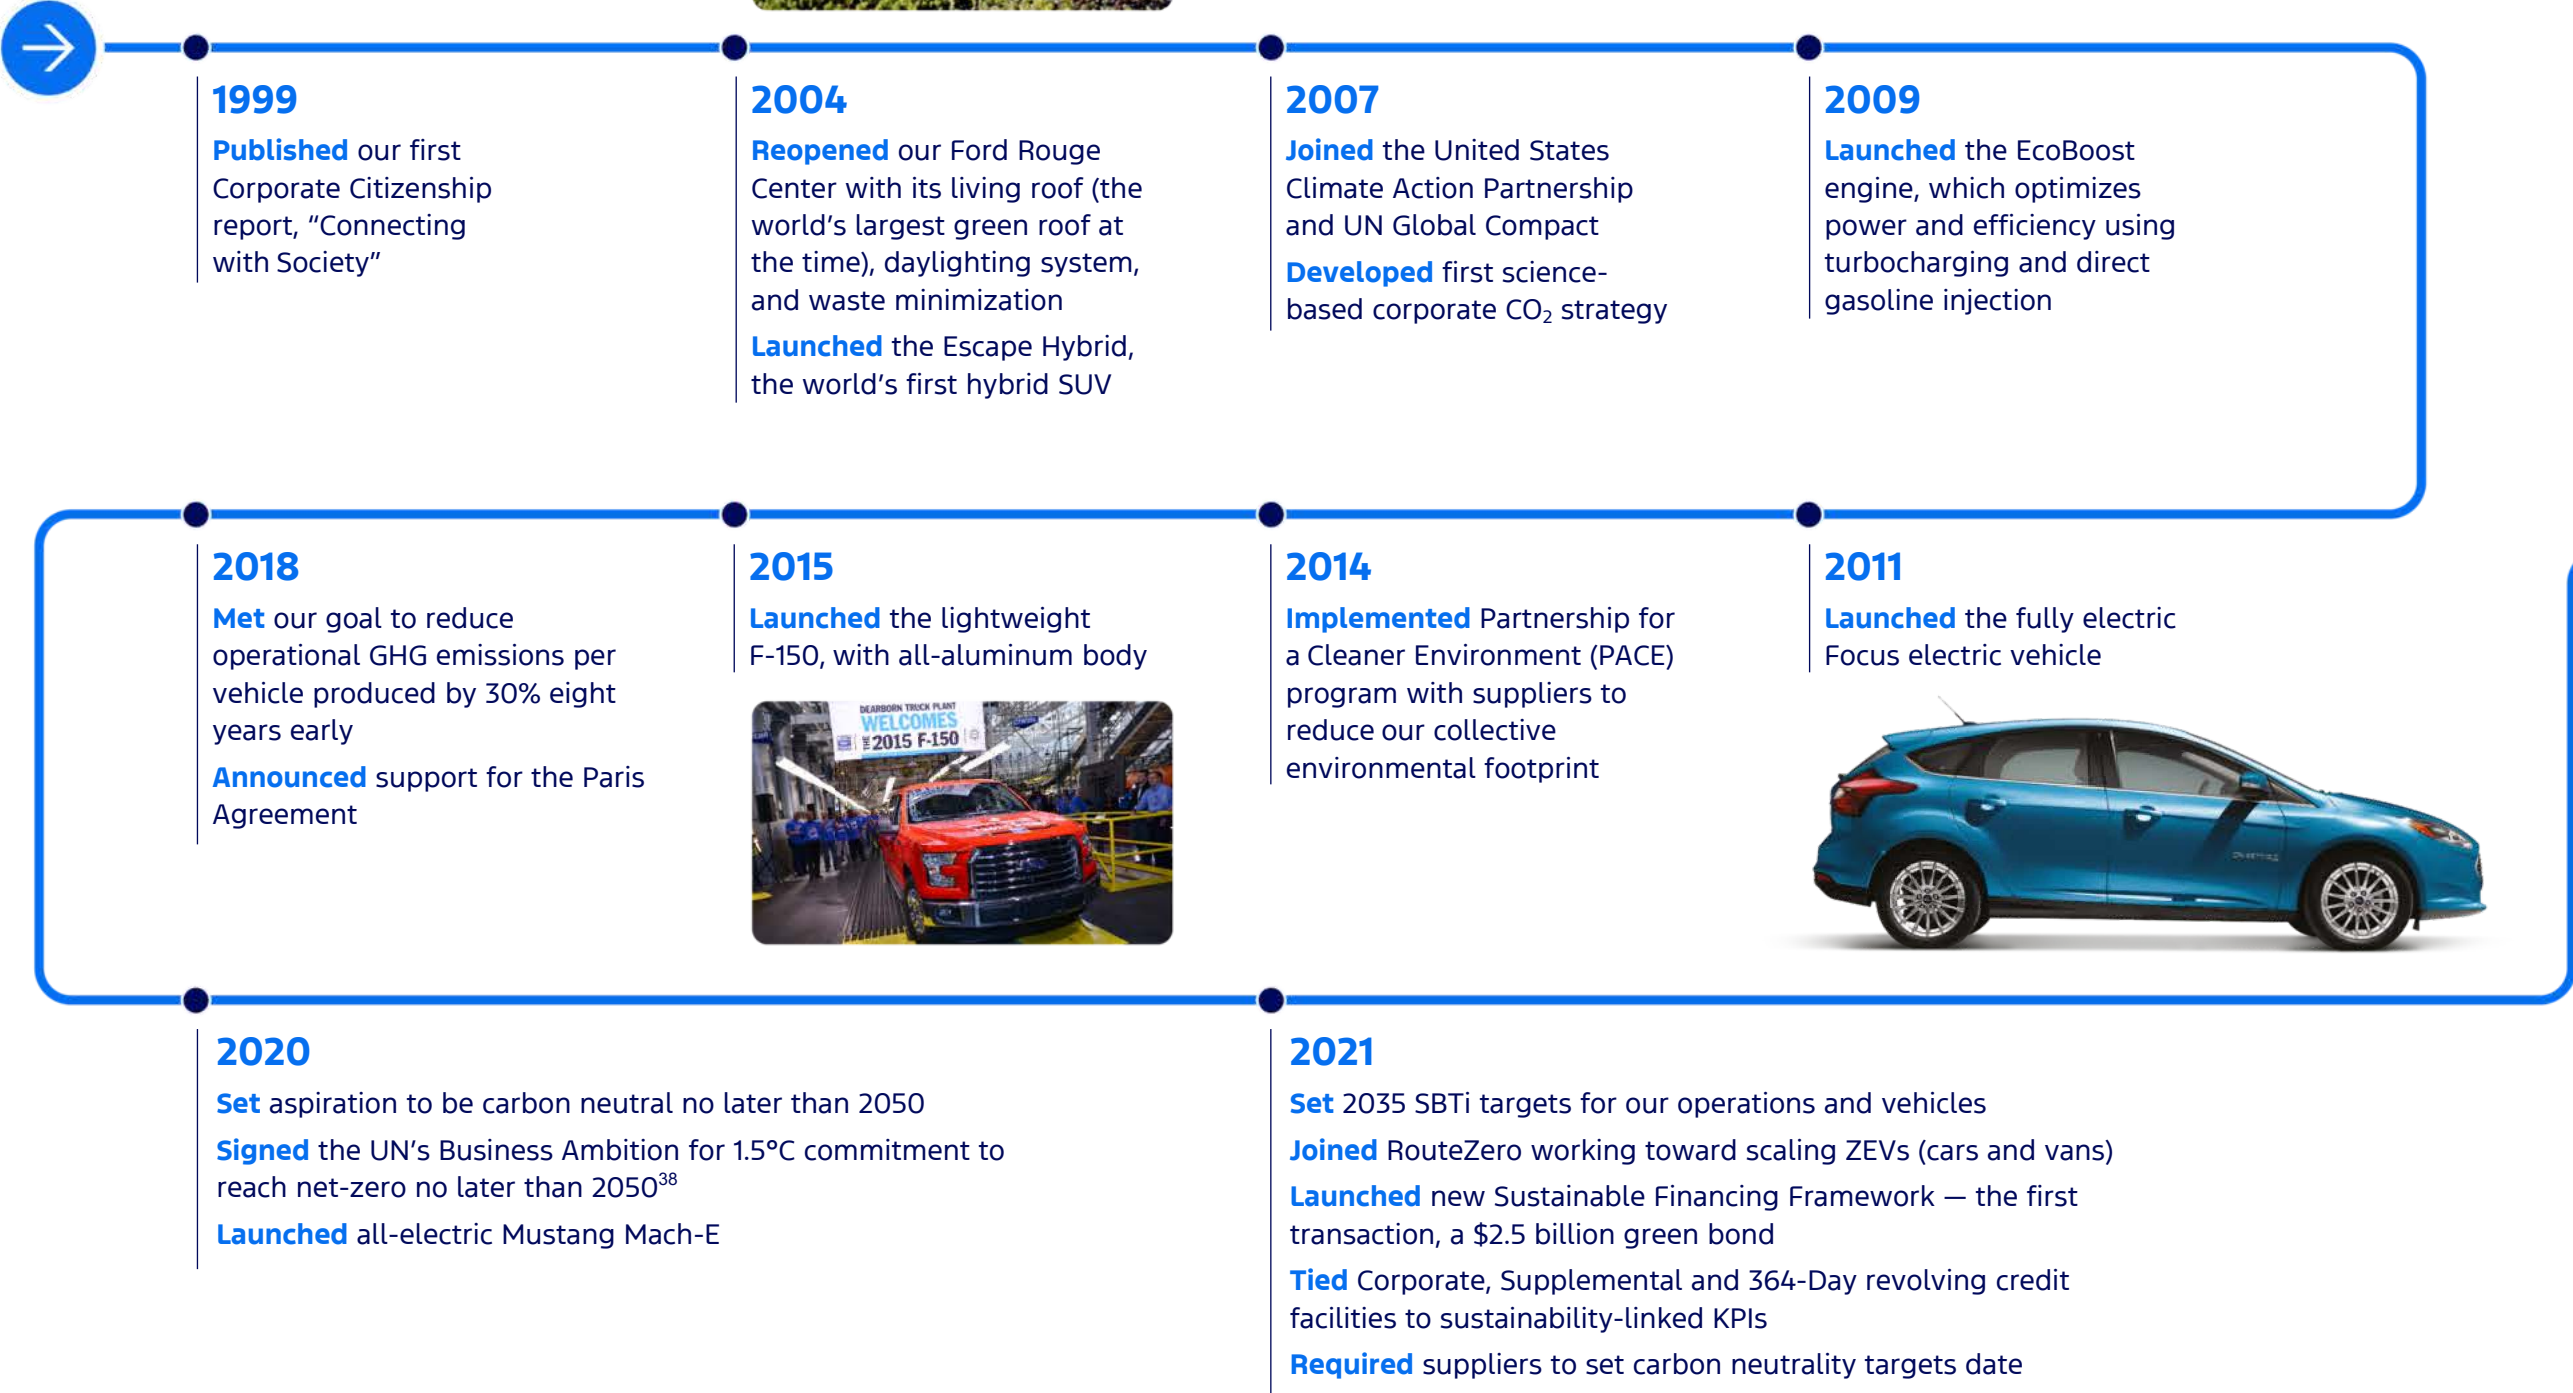 1999
Published our first
Corporate Citizenship
report, “Connecting
with Society”
2004
Reopened our Ford Rouge
Center with its living roof (the
world’s largest green roof at
the time), daylighting system,
and waste minimization
Launched the Escape Hybrid,
the world’s first hybrid SUV
2007
Joined the United States
Climate Action Partnership
and UN Global Compact
Developed first science-
based corporate CO₂ strategy
2009
Launched the EcoBoost
engine, which optimizes
power and efficiency using
turbocharging and direct
gasoline injection
2011
Launched the fully electric
Focus electric vehicle
2014
Implemented Partnership for
a Cleaner Environment (PACE)
program with suppliers to
reduce our collective
environmental footprint
2015
Launched the lightweight
F-150, with all-aluminum body
DEARBORN TRUCK PLANT
WELCOMES
THE 2015 F-150
2018
Met our goal to reduce
operational GHG emissions per
vehicle produced by 30% eight
years early
Announced support for the Paris
Agreement
2020
Set aspiration to be carbon neutral no later than 2050
Signed the UN’s Business Ambition for 1.5°C commitment to
reach net-zero no later than 2050³⁸
Launched all-electric Mustang Mach-E
2021
Set 2035 SBTi targets for our operations and vehicles
Joined RouteZero working toward scaling ZEVs (cars and vans)
Launched new Sustainable Financing Framework — the first
transaction, a $2.5 billion green bond
Tied Corporate, Supplemental and 364-Day revolving credit
facilities to sustainability-linked KPIs
Required suppliers to set carbon neutrality targets date